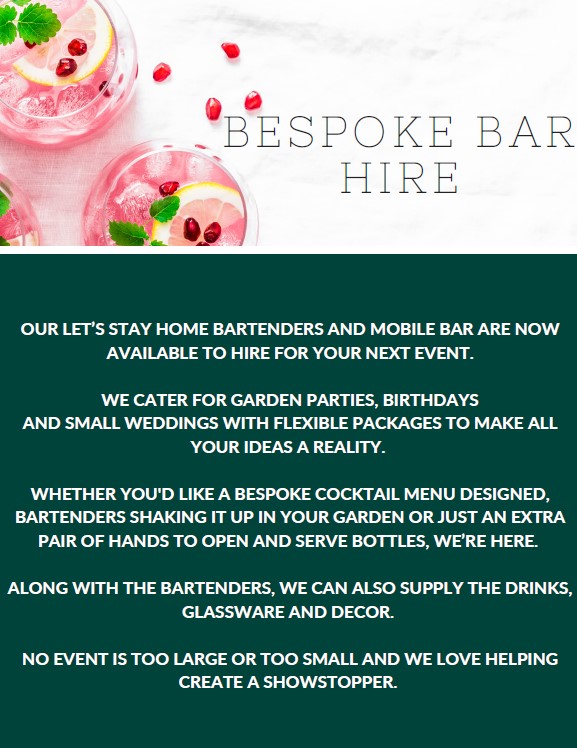 BESPOKE BAR
HIRE
OUR LET’S STAY HOME BARTENDERS AND MOBILE BAR ARE NOW
AVAILABLE TO HIRE FOR YOUR NEXT EVENT.
WE CATER FOR GARDEN PARTIES, BIRTHDAYS
AND SMALL WEDDINGS WITH FLEXIBLE PACKAGES TO MAKE ALL
YOUR IDEAS A REALITY.
WHETHER YOU'D LIKE A BESPOKE COCKTAIL MENU DESIGNED,
BARTENDERS SHAKING IT UP IN YOUR GARDEN OR JUST AN EXTRA
PAIR OF HANDS TO OPEN AND SERVE BOTTLES, WE’RE HERE.
ALONG WITH THE BARTENDERS, WE CAN ALSO SUPPLY THE DRINKS,
GLASSWARE AND DECOR.
NO EVENT IS TOO LARGE OR TOO SMALL AND WE LOVE HELPING
CREATE A SHOWSTOPPER.